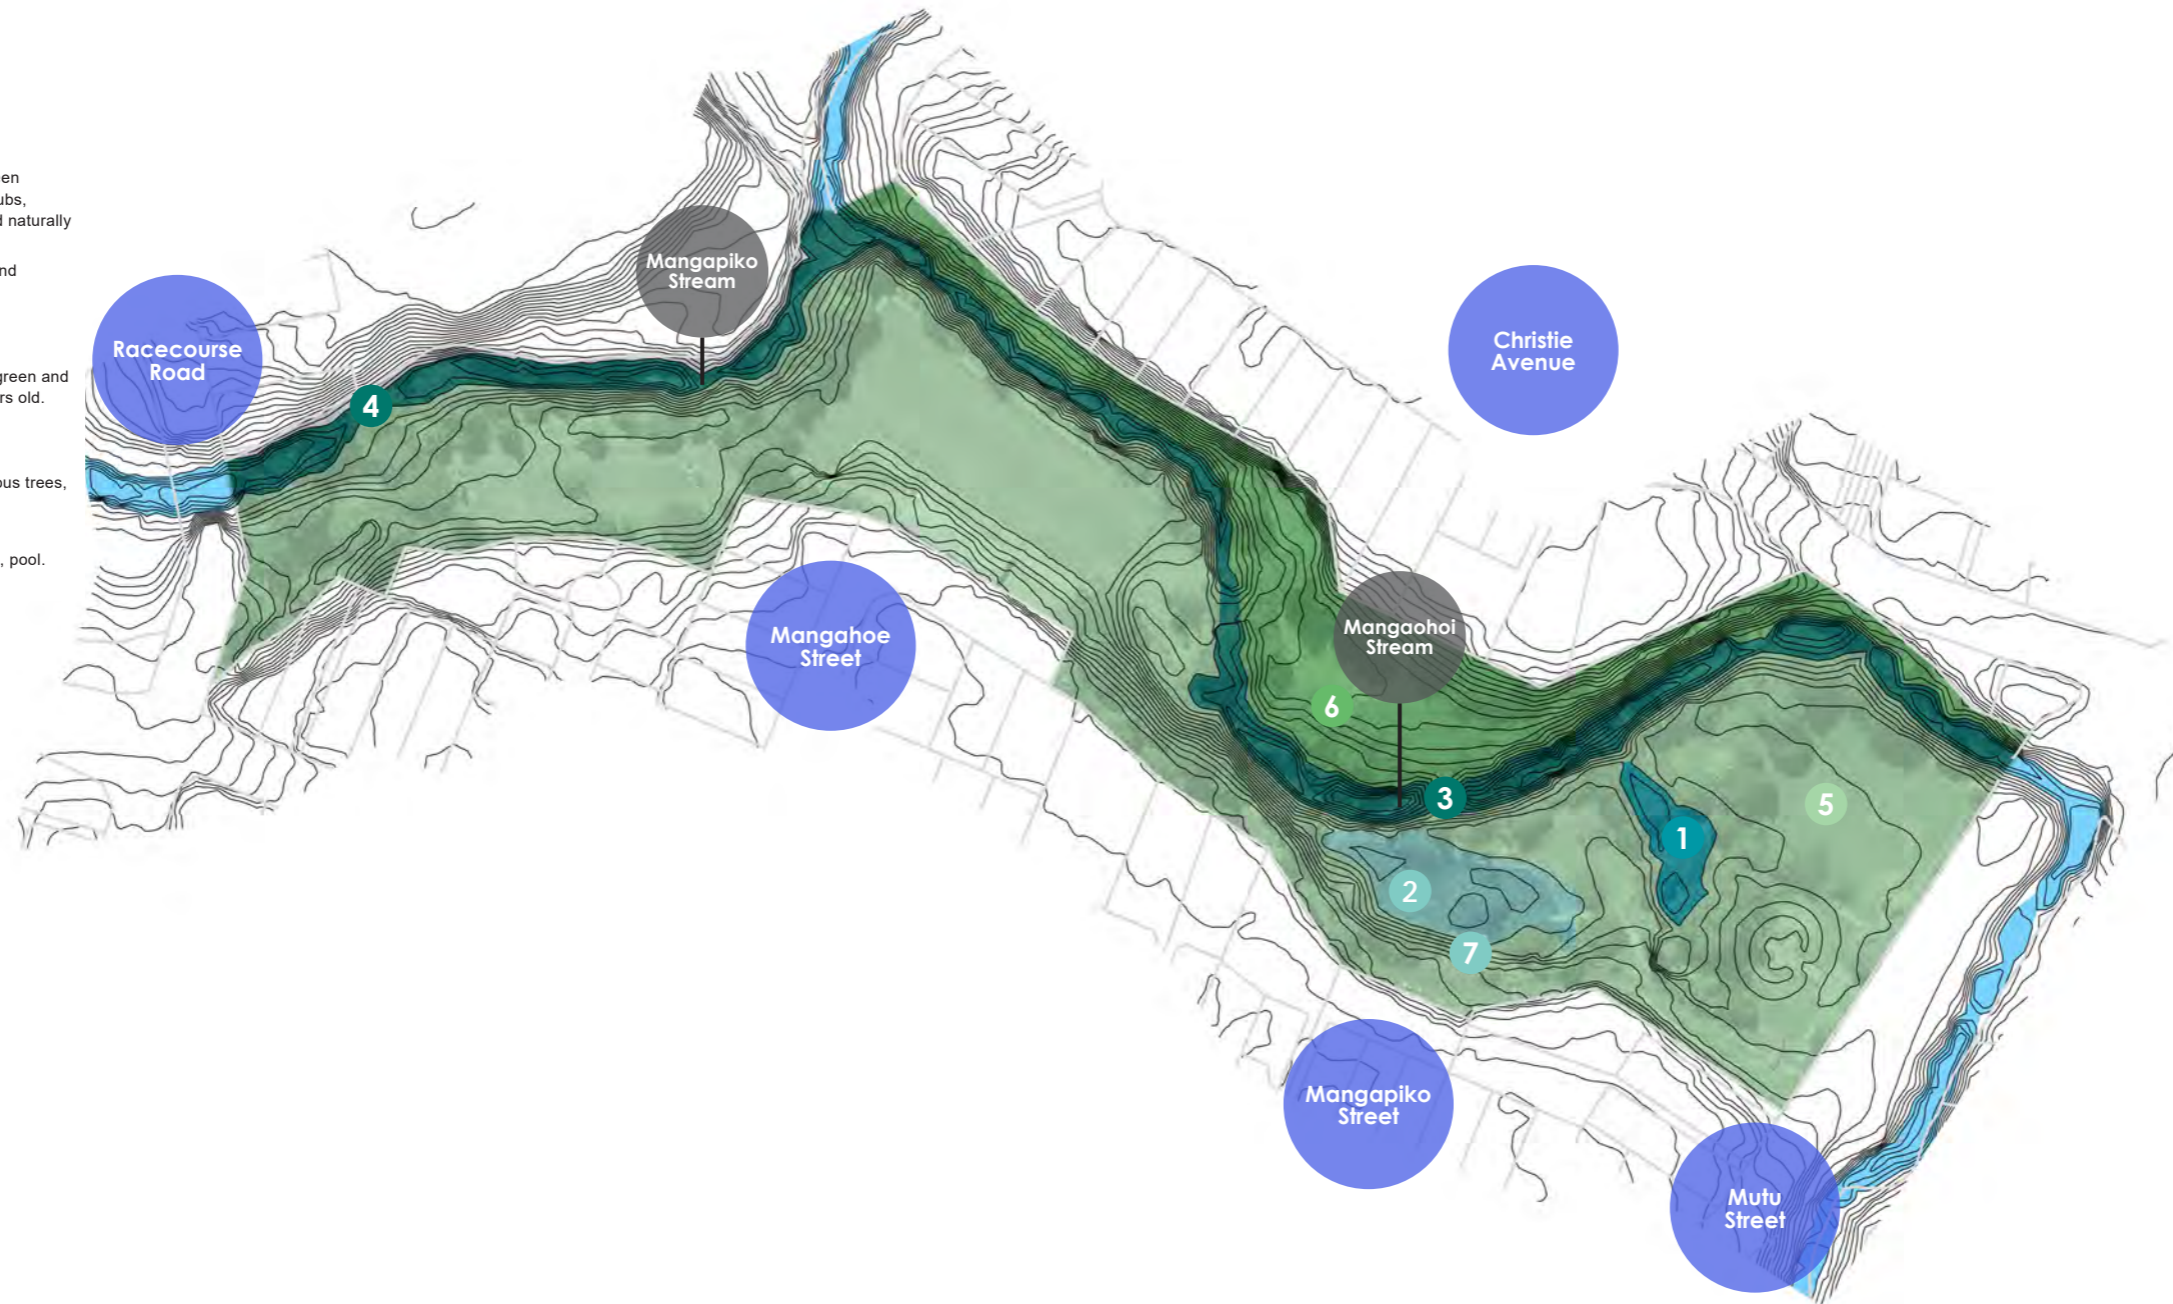 een
ubs,
d naturally
nd
green and
rs old.
ous trees,
, pool.
Mangapiko
Stream
Racecourse
Road
4
Christie
Avenue
Mangahoe
Street
Mangaohoi
Stream
6
3
5
1
2
7
Mangapiko
Street
Mutu
Street